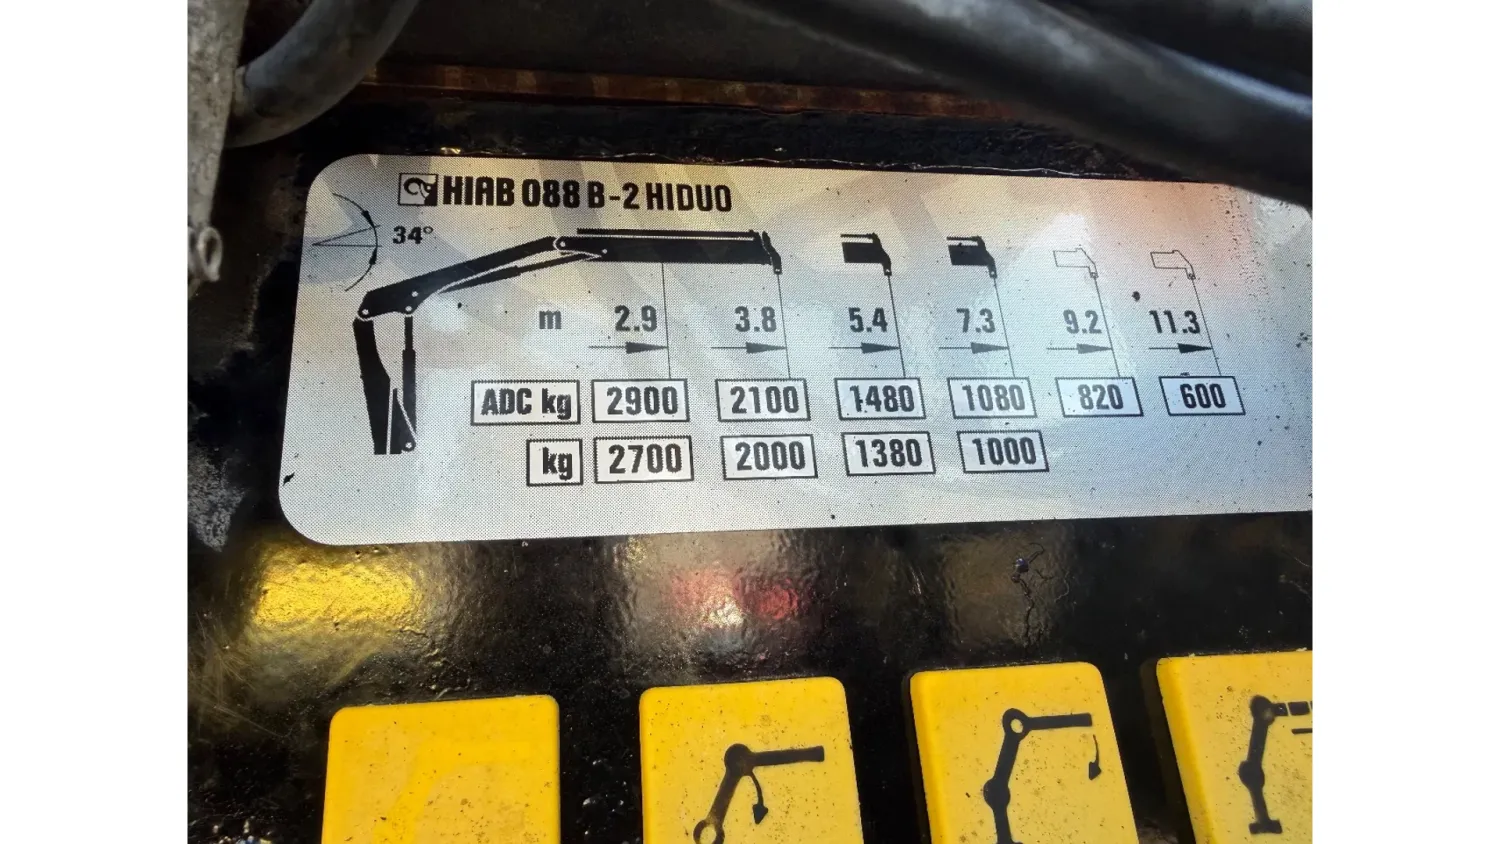 HIAB 088 B-2 HIDUO
34°
m 2.9 3.8 5.4 7.3 9.2 11.3
ADC kg 2900 2100 1480 1080 820 600
kg 2700 2000 1380 1000